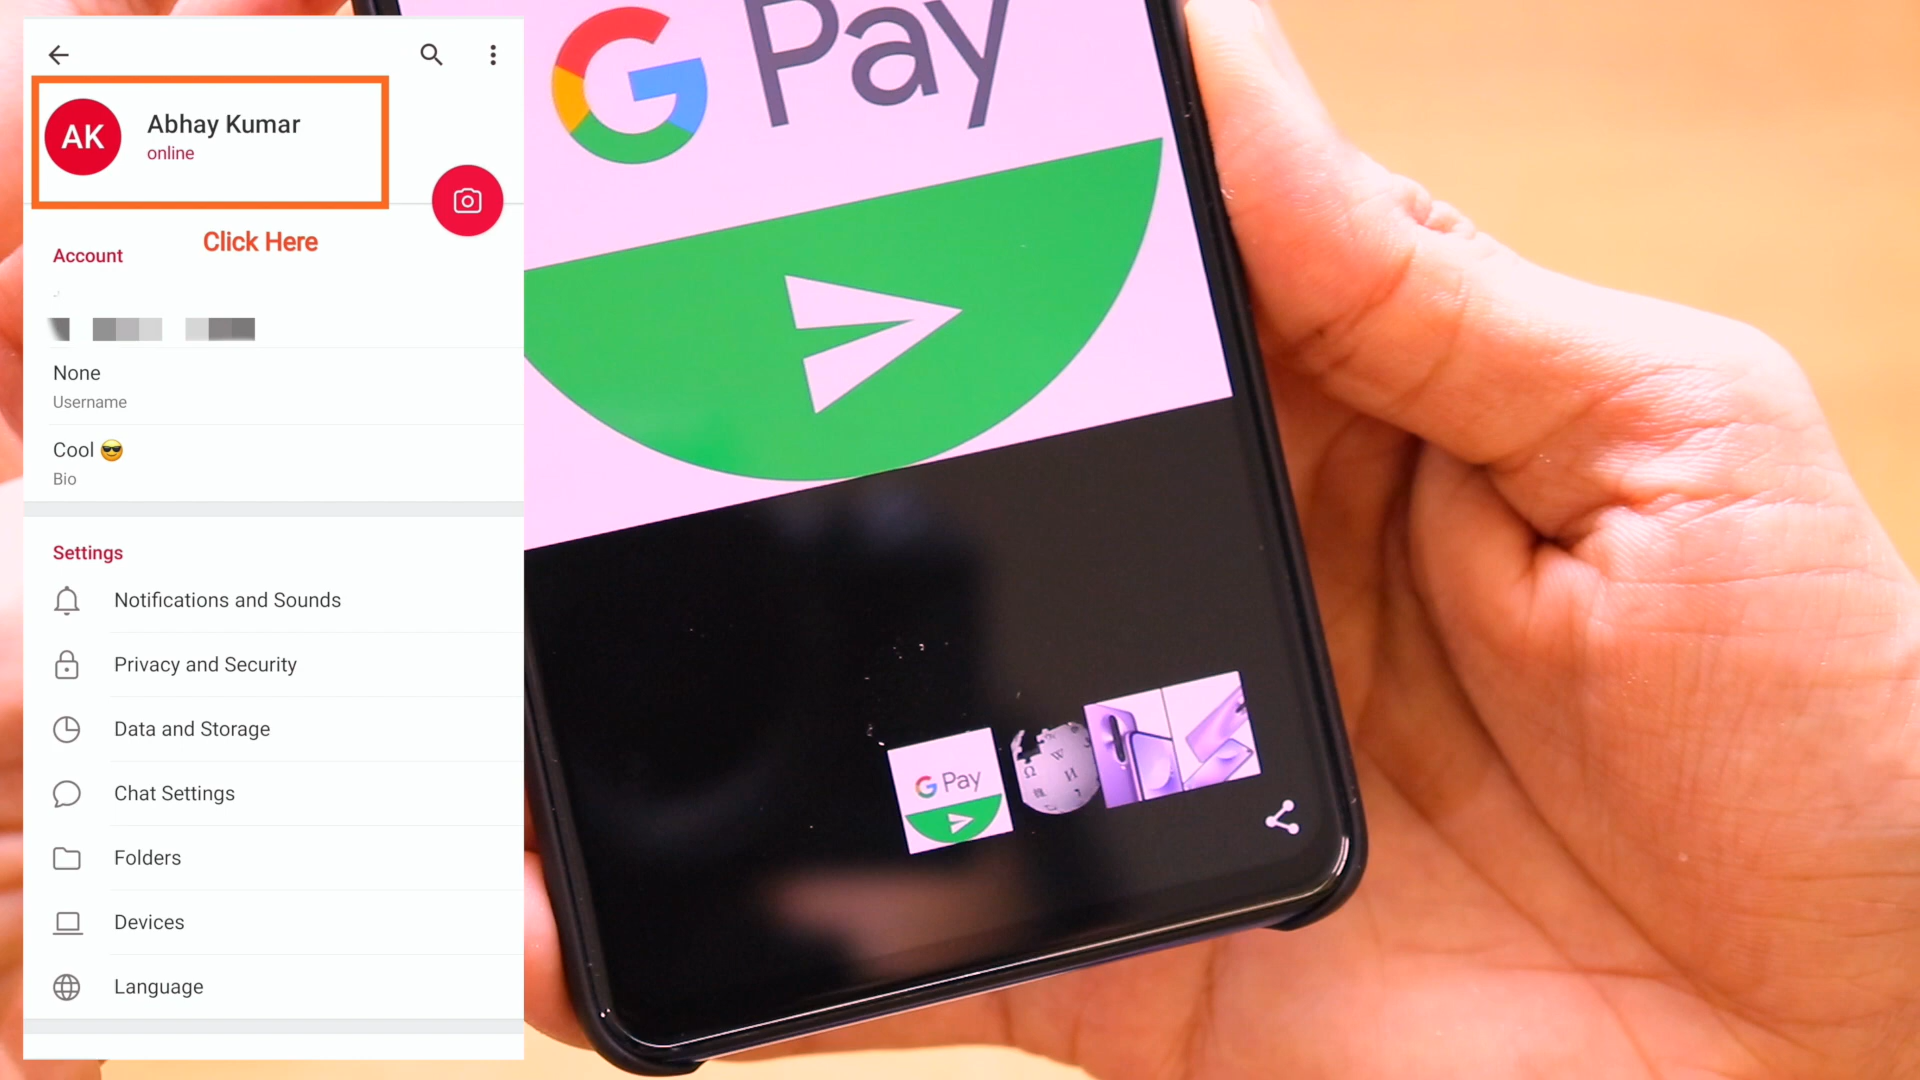 AK
Abhay Kumar
online
Click Here
Account
None
Username
Cool 😎
Bio
Settings
Notifications and Sounds
Privacy and Security
Data and Storage
Chat Settings
Folders
Devices
Language
G Pay
G Pay
Ω W И